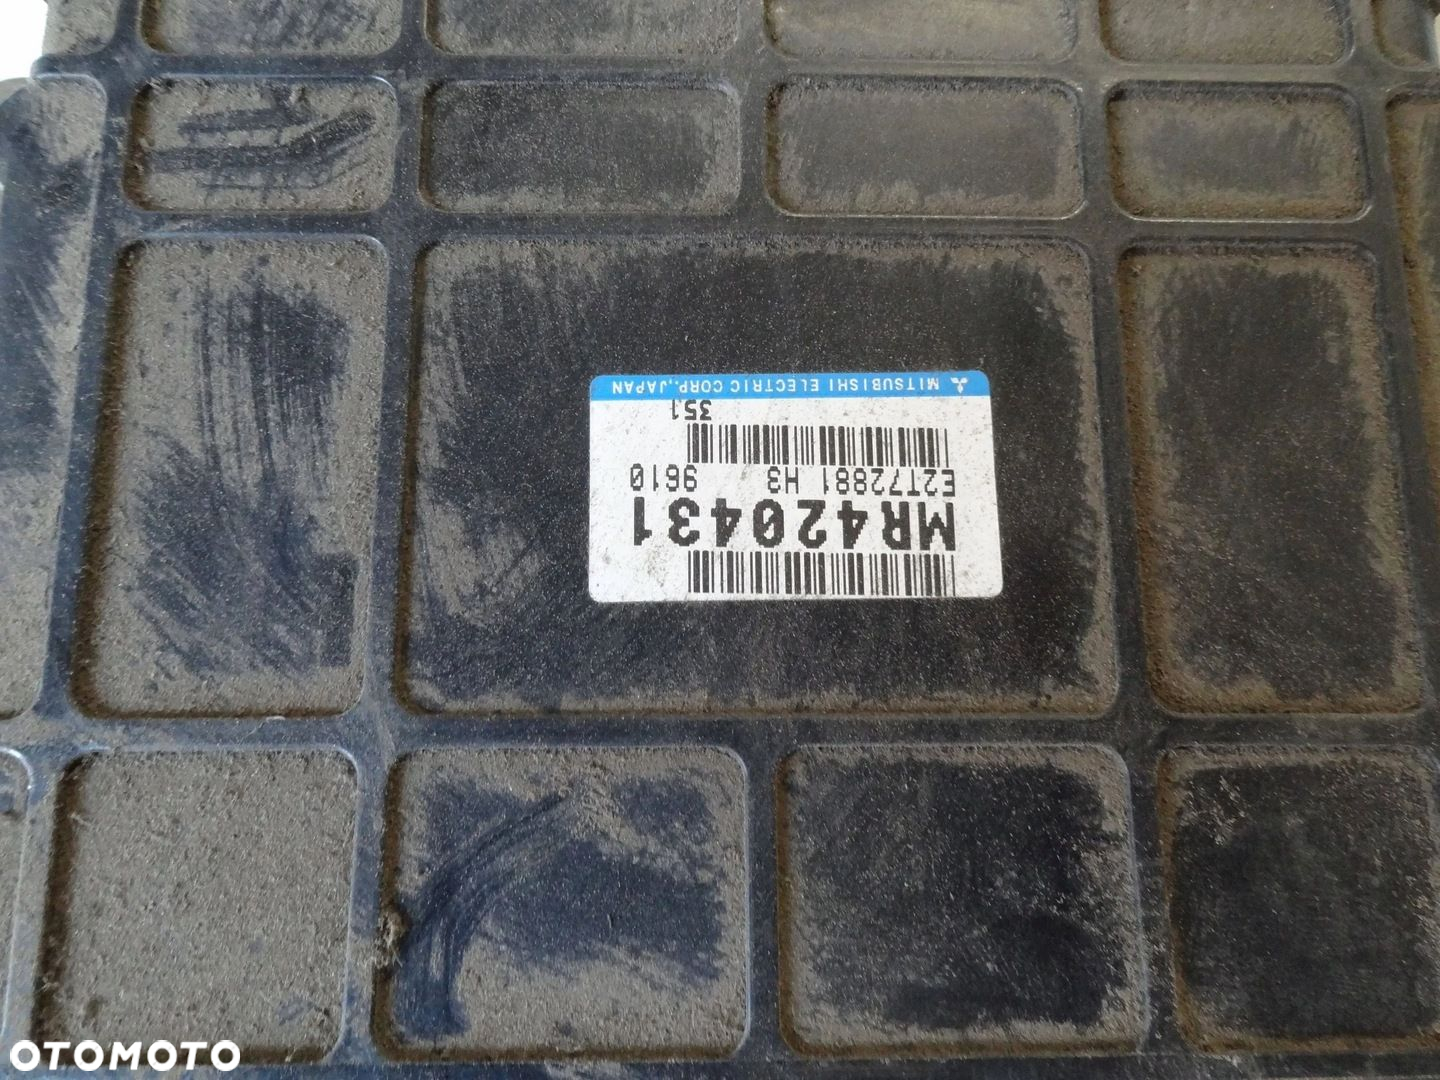 MITSUBISHI ELECTRIC CORP.,JAPAN
351
E2T72881 H3 9610
MR420431
OTOMOTO